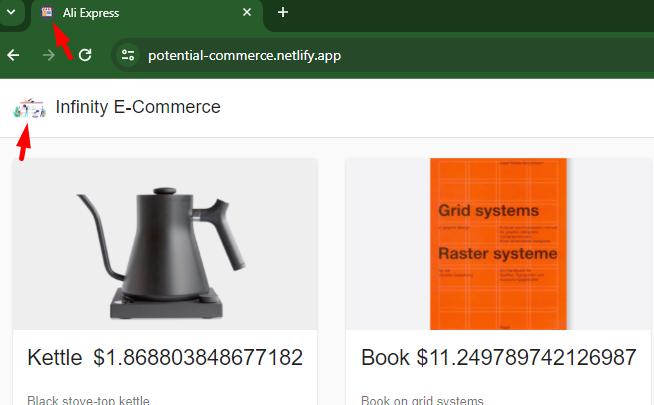 Ali Express
potential-commerce.netlify.app
Infinity E-Commerce
Grid systems
Raster systeme
Kettle $1.868803848677182
Book $11.249789742126987
Black stove-top kettle
Book on grid systems